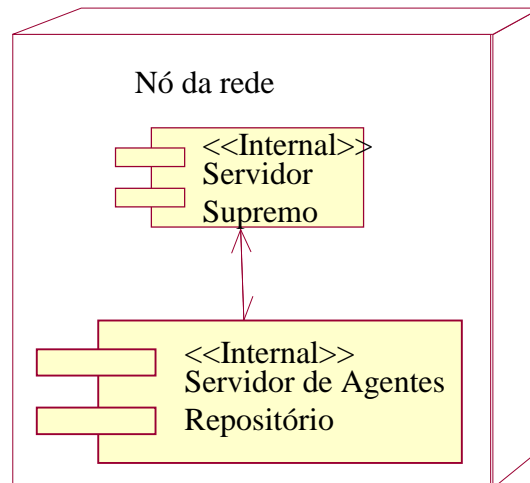 Nó da rede
<<Internal>>
Servidor
Supremo
<<Internal>>
Servidor de Agentes
Repositório